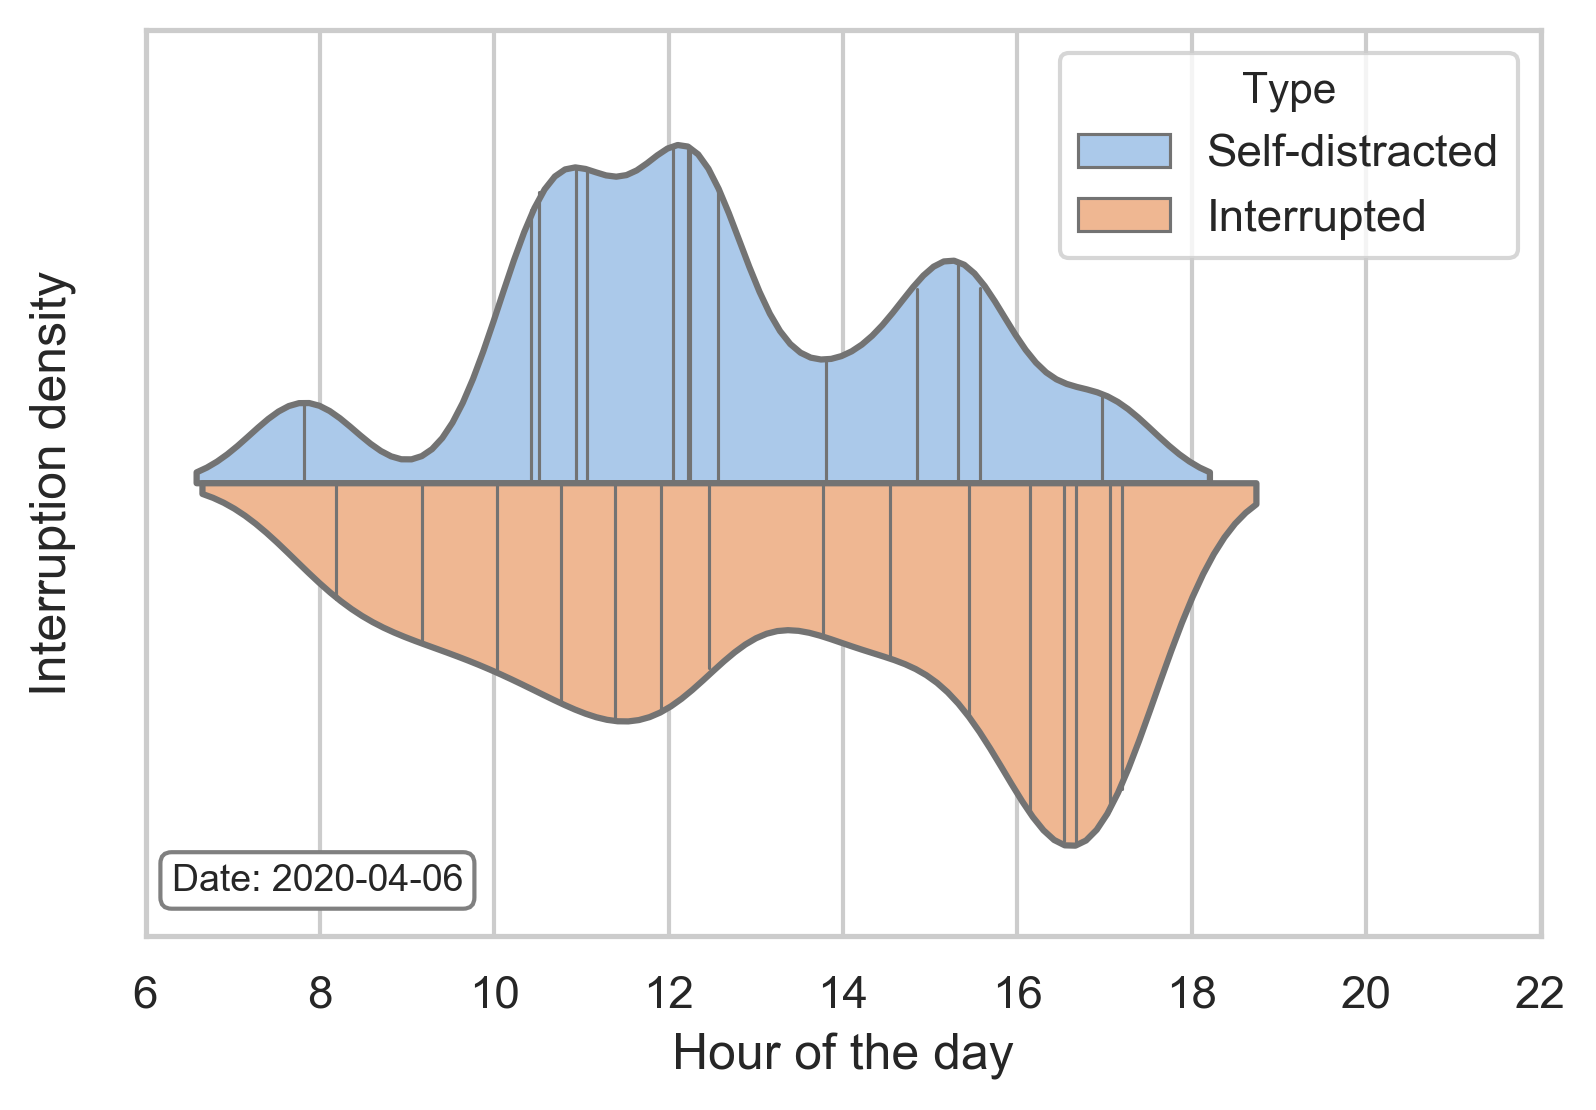 Type
Self-distracted
Interrupted
Interruption density
Date: 2020-04-06
6 8 10 12 14 16 18 20 22
Hour of the day